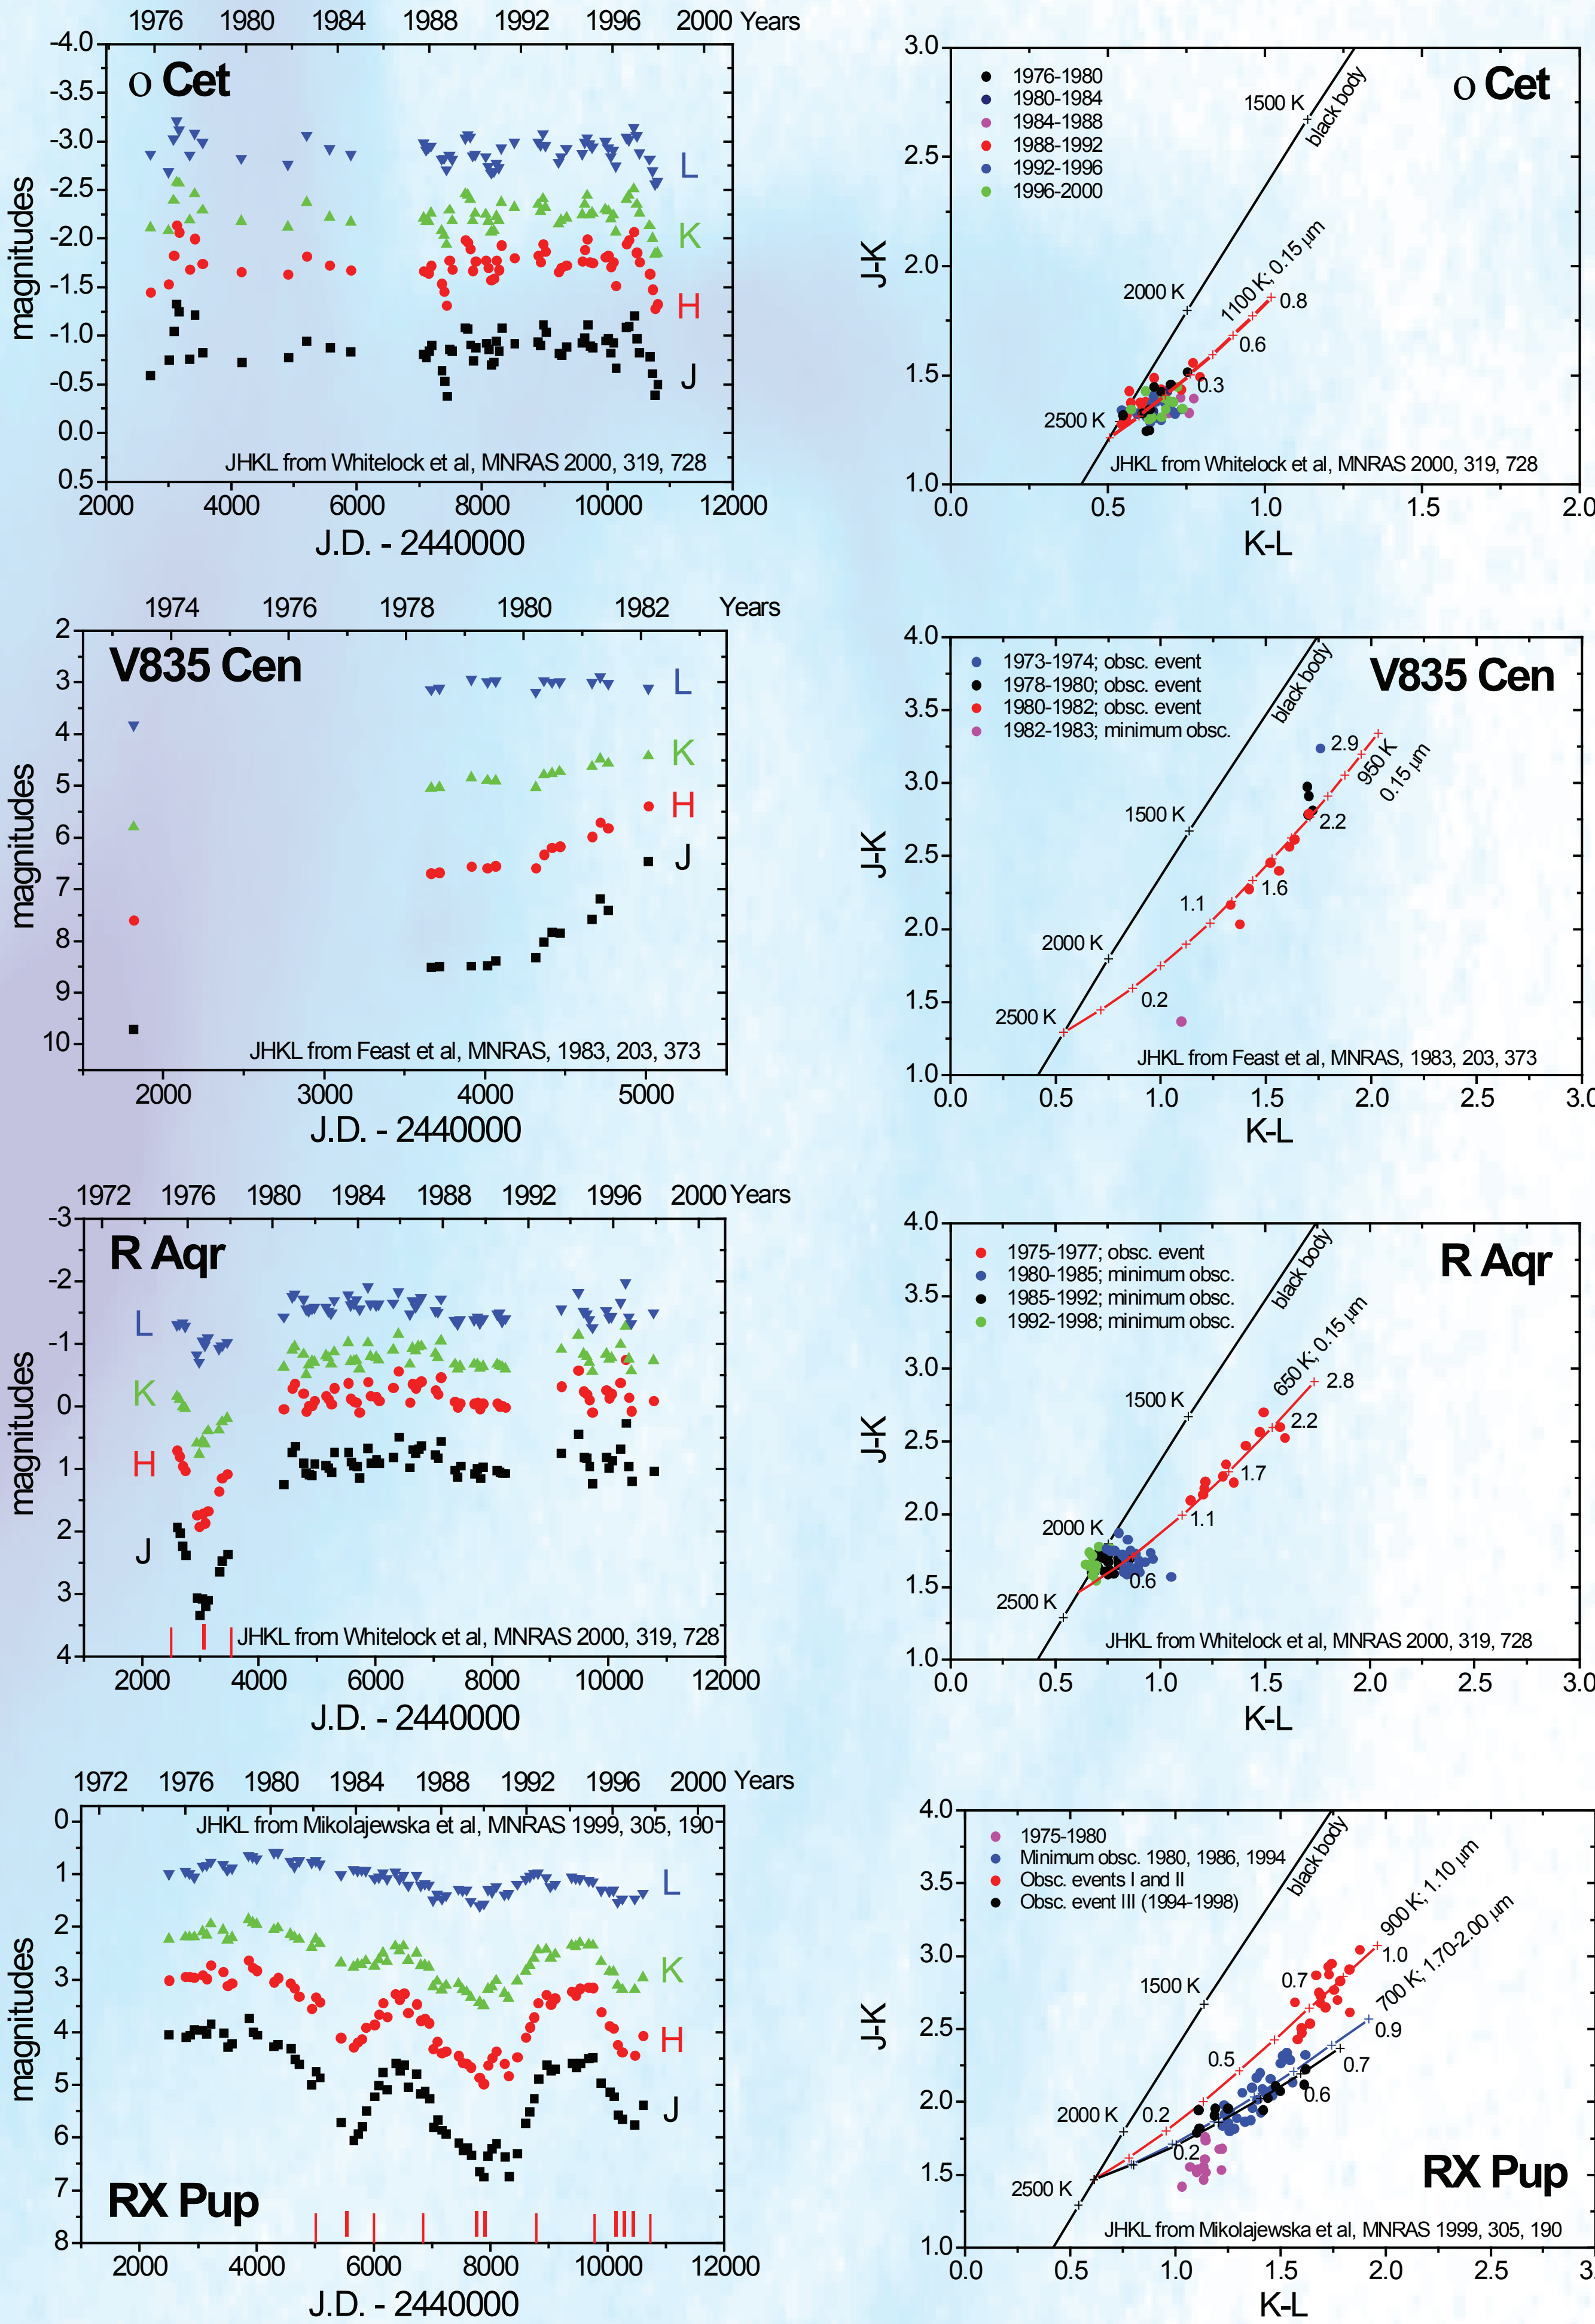 1976 1980 1984 1988 1992 1996 2000 Years
ο Cet
-4.0
-3.5
-3.0
-2.5
-2.0
-1.5
-1.0
-0.5
0.0
0.5
magnitudes
L
K
H
J
JHKL from Whitelock et al, MNRAS 2000, 319, 728
2000 4000 6000 8000 10000 12000
J.D. - 2440000
3.0
2.5
2.0
1.5
1.0
J-K
1976-1980
1980-1984
1984-1988
1988-1992
1992-1996
1996-2000
ο Cet
1500 K
black body
2000 K
1100 K; 0.15 μm
0.8
0.6
0.3
2500 K
JHKL from Whitelock et al, MNRAS 2000, 319, 728
0.0 0.5 1.0 1.5 2.0
K-L
1974 1976 1978 1980 1982 Years
V835 Cen
2
3
4
5
6
7
8
9
10
magnitudes
L
K
H
J
JHKL from Feast et al, MNRAS, 1983, 203, 373
2000 3000 4000 5000
J.D. - 2440000
4.0
3.5
3.0
2.5
2.0
1.5
1.0
J-K
1973-1974; obsc. event
1978-1980; obsc. event
1980-1982; obsc. event
1982-1983; minimum obsc.
V835 Cen
black body
2.9
950 K
0.15 μm
1500 K
2.2
1.6
1.1
2000 K
0.2
2500 K
JHKL from Feast et al, MNRAS, 1983, 203, 373
0.0 0.5 1.0 1.5 2.0 2.5 3.0
K-L
1972 1976 1980 1984 1988 1992 1996 2000 Years
R Aqr
-3
-2
-1
0
1
2
3
4
magnitudes
L
K
H
J
JHKL from Whitelock et al, MNRAS 2000, 319, 728
2000 4000 6000 8000 10000 12000
J.D. - 2440000
4.0
3.5
3.0
2.5
2.0
1.5
1.0
J-K
1975-1977; obsc. event
1980-1985; minimum obsc.
1985-1992; minimum obsc.
1992-1998; minimum obsc.
R Aqr
black body
650 K; 0.15 μm
2.8
1500 K
2.2
1.7
1.1
2000 K
0.6
2500 K
JHKL from Whitelock et al, MNRAS 2000, 319, 728
0.0 0.5 1.0 1.5 2.0 2.5 3.0
K-L
1972 1976 1980 1984 1988 1992 1996 2000 Years
JHKL from Mikolajewska et al, MNRAS 1999, 305, 190
0
1
2
3
4
5
6
7
8
magnitudes
L
K
H
J
RX Pup
2000 4000 6000 8000 10000 12000
J.D. - 2440000
4.0
3.5
3.0
2.5
2.0
1.5
1.0
J-K
1975-1980
Minimum obsc. 1980, 1986, 1994
Obsc. events I and II
Obsc. event III (1994-1998)
black body
900 K; 1.10 μm
1.0
0.7
700 K; 1.70-2.00 μm
0.9
1500 K
0.7
0.5
0.6
2000 K
0.2
0.2
2500 K
RX Pup
JHKL from Mikolajewska et al, MNRAS 1999, 305, 190
0.0 0.5 1.0 1.5 2.0 2.5 3.
K-L